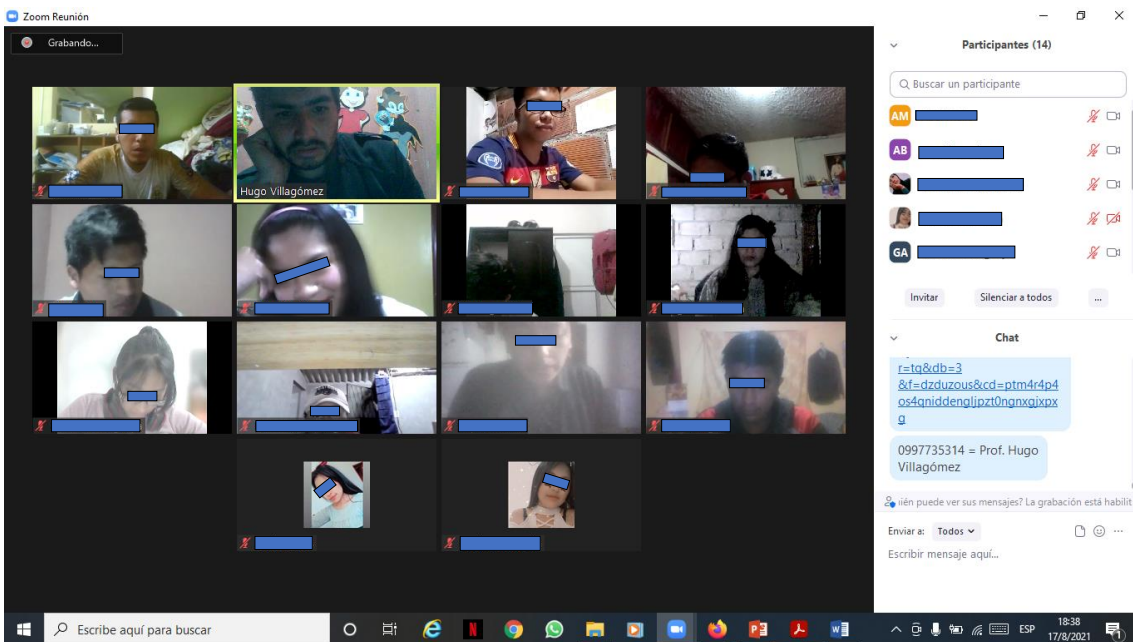 Zoom Reunión
Grabando...
Hugo Villagómez
Participantes (14)
Buscar un participante
AM
AB
GA
Invitar
Silenciar a todos
...
Chat
r=tq&db=3
&f=dzduzous&cd=ptm4r4p4
os4qniddengljpzt0ngnxgjxpx
q
0997735314 = Prof. Hugo
Villagómez
ién puede ver sus mensajes? La grabación está habilit
Enviar a: Todos
Escribir mensaje aquí...
Escribe aquí para buscar
ESP
18:38
17/8/2021